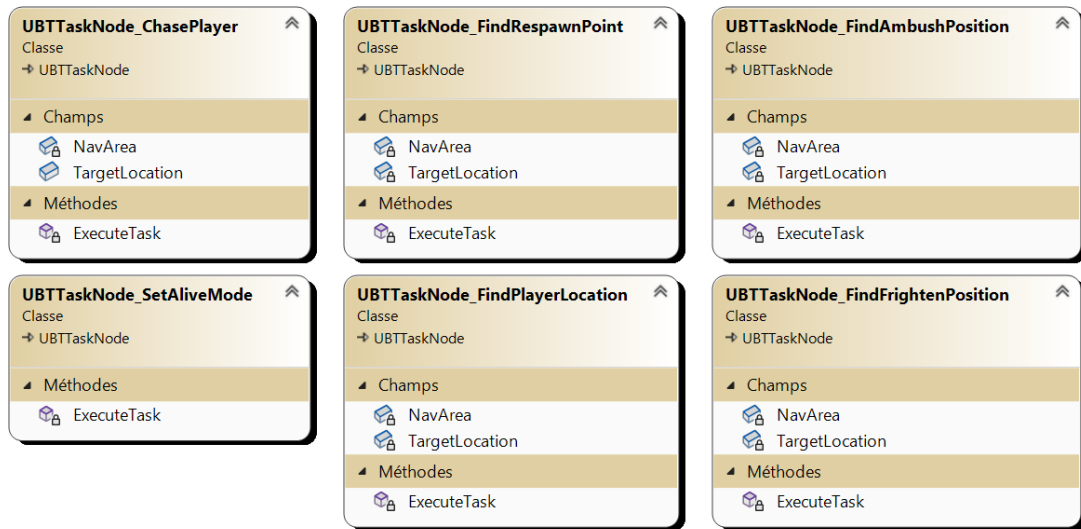 UBTTaskNode_ChasePlayer
Classe
UBTTaskNode
Champs
NavArea
TargetLocation
Méthodes
ExecuteTask
UBTTaskNode_FindRespawnPoint
Classe
UBTTaskNode
Champs
NavArea
TargetLocation
Méthodes
ExecuteTask
UBTTaskNode_FindAmbushPosition
Classe
UBTTaskNode
Champs
NavArea
TargetLocation
Méthodes
ExecuteTask
UBTTaskNode_SetAliveMode
Classe
UBTTaskNode
Méthodes
ExecuteTask
UBTTaskNode_FindPlayerLocation
Classe
UBTTaskNode
Champs
NavArea
TargetLocation
Méthodes
ExecuteTask
UBTTaskNode_FindFrightenPosition
Classe
UBTTaskNode
Champs
NavArea
TargetLocation
Méthodes
ExecuteTask